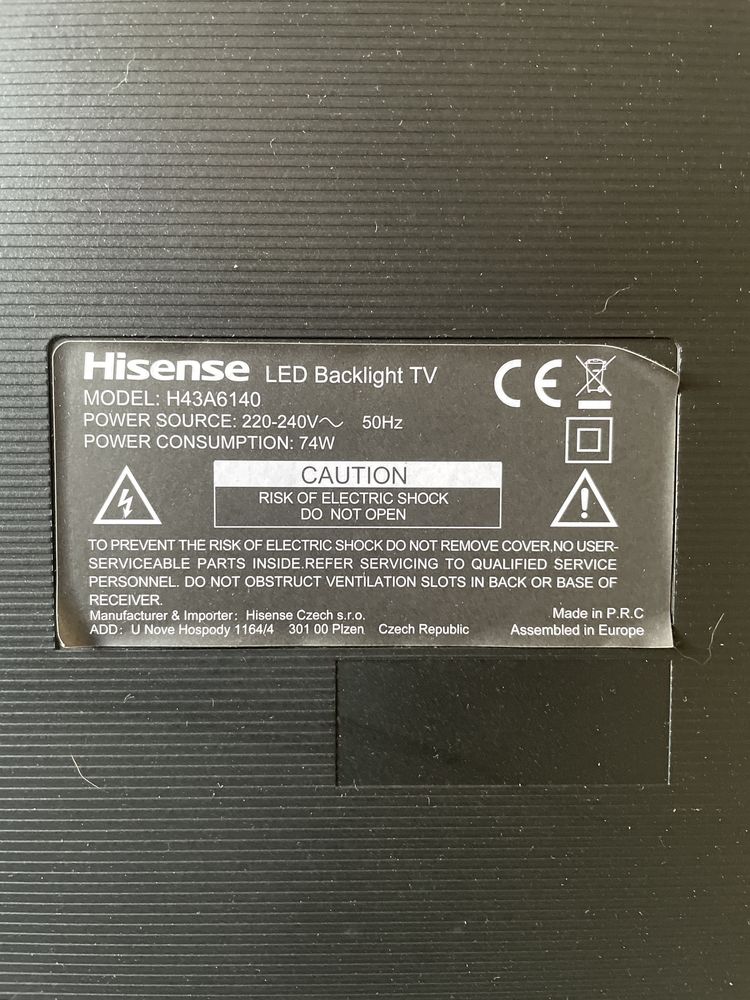 Hisense LED Backlight TV
MODEL: H43A6140
POWER SOURCE: 220-240V～ 50Hz
POWER CONSUMPTION: 74W
CE
CAUTION
RISK OF ELECTRIC SHOCK
DO NOT OPEN
TO PREVENT THE RISK OF ELECTRIC SHOCK DO NOT REMOVE COVER,NO USER-
SERVICEABLE PARTS INSIDE.REFER SERVICING TO QUALIFIED SERVICE
PERSONNEL. DO NOT OBSTRUCT VENTILATION SLOTS IN BACK OR BASE OF
RECEIVER.
Manufacturer & Importer: Hisense Czech s.r.o. Made in P.R.C
ADD: U Nove Hospody 1164/4 301 00 Plzen Czech Republic Assembled in Europe